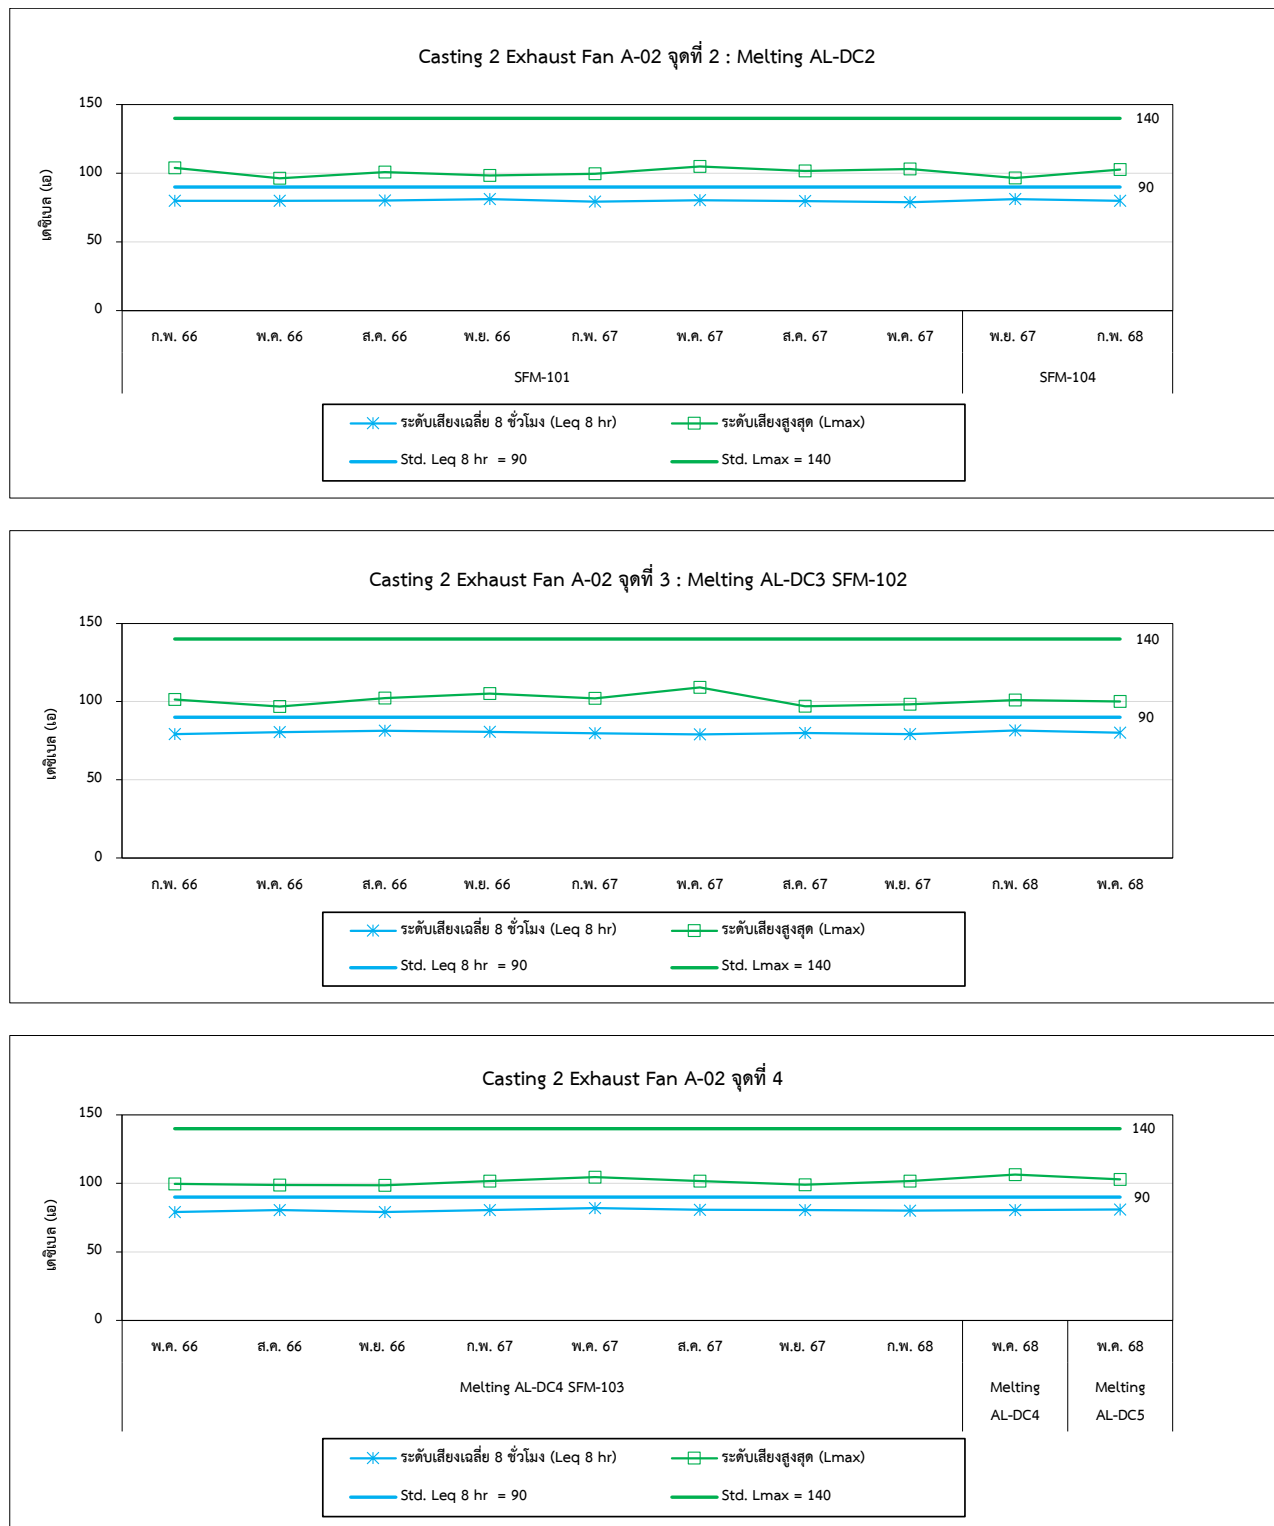 Casting 2 Exhaust Fan A-02 จุดที่ 2 : Melting AL-DC2
เดซิเบล (เอ)
150
100
50
0
140
90
ก.พ. 66 พ.ค. 66 ส.ค. 66 พ.ย. 66 ก.พ. 67 พ.ค. 67 ส.ค. 67 พ.ค. 67 พ.ย. 67 ก.พ. 68
SFM-101 SFM-104
ระดับเสียงเฉลี่ย 8 ชั่วโมง (Leq 8 hr) ระดับเสียงสูงสุด (Lmax)
Std. Leq 8 hr = 90 Std. Lmax = 140
Casting 2 Exhaust Fan A-02 จุดที่ 3 : Melting AL-DC3 SFM-102
เดซิเบล (เอ)
150
100
50
0
140
90
ก.พ. 66 พ.ค. 66 ส.ค. 66 พ.ย. 66 ก.พ. 67 พ.ค. 67 ส.ค. 67 พ.ย. 67 ก.พ. 68 พ.ค. 68
ระดับเสียงเฉลี่ย 8 ชั่วโมง (Leq 8 hr) ระดับเสียงสูงสุด (Lmax)
Std. Leq 8 hr = 90 Std. Lmax = 140
Casting 2 Exhaust Fan A-02 จุดที่ 4
เดซิเบล (เอ)
150
100
50
0
140
90
พ.ค. 66 ส.ค. 66 พ.ย. 66 ก.พ. 67 พ.ค. 67 ส.ค. 67 พ.ย. 67 ก.พ. 68 พ.ค. 68 พ.ค. 68
Melting AL-DC4 SFM-103 Melting Melting
AL-DC4 AL-DC5
ระดับเสียงเฉลี่ย 8 ชั่วโมง (Leq 8 hr) ระดับเสียงสูงสุด (Lmax)
Std. Leq 8 hr = 90 Std. Lmax = 140